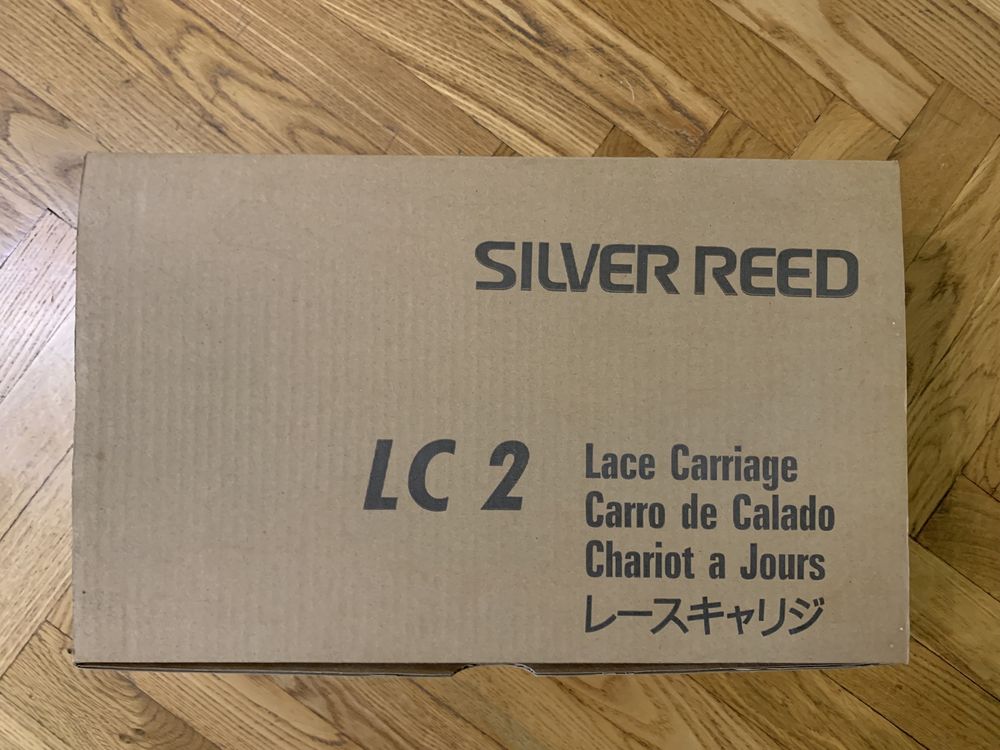 SILVER REED
LC 2
Lace Carriage
Carro de Calado
Chariot a Jours
レースキャリジ